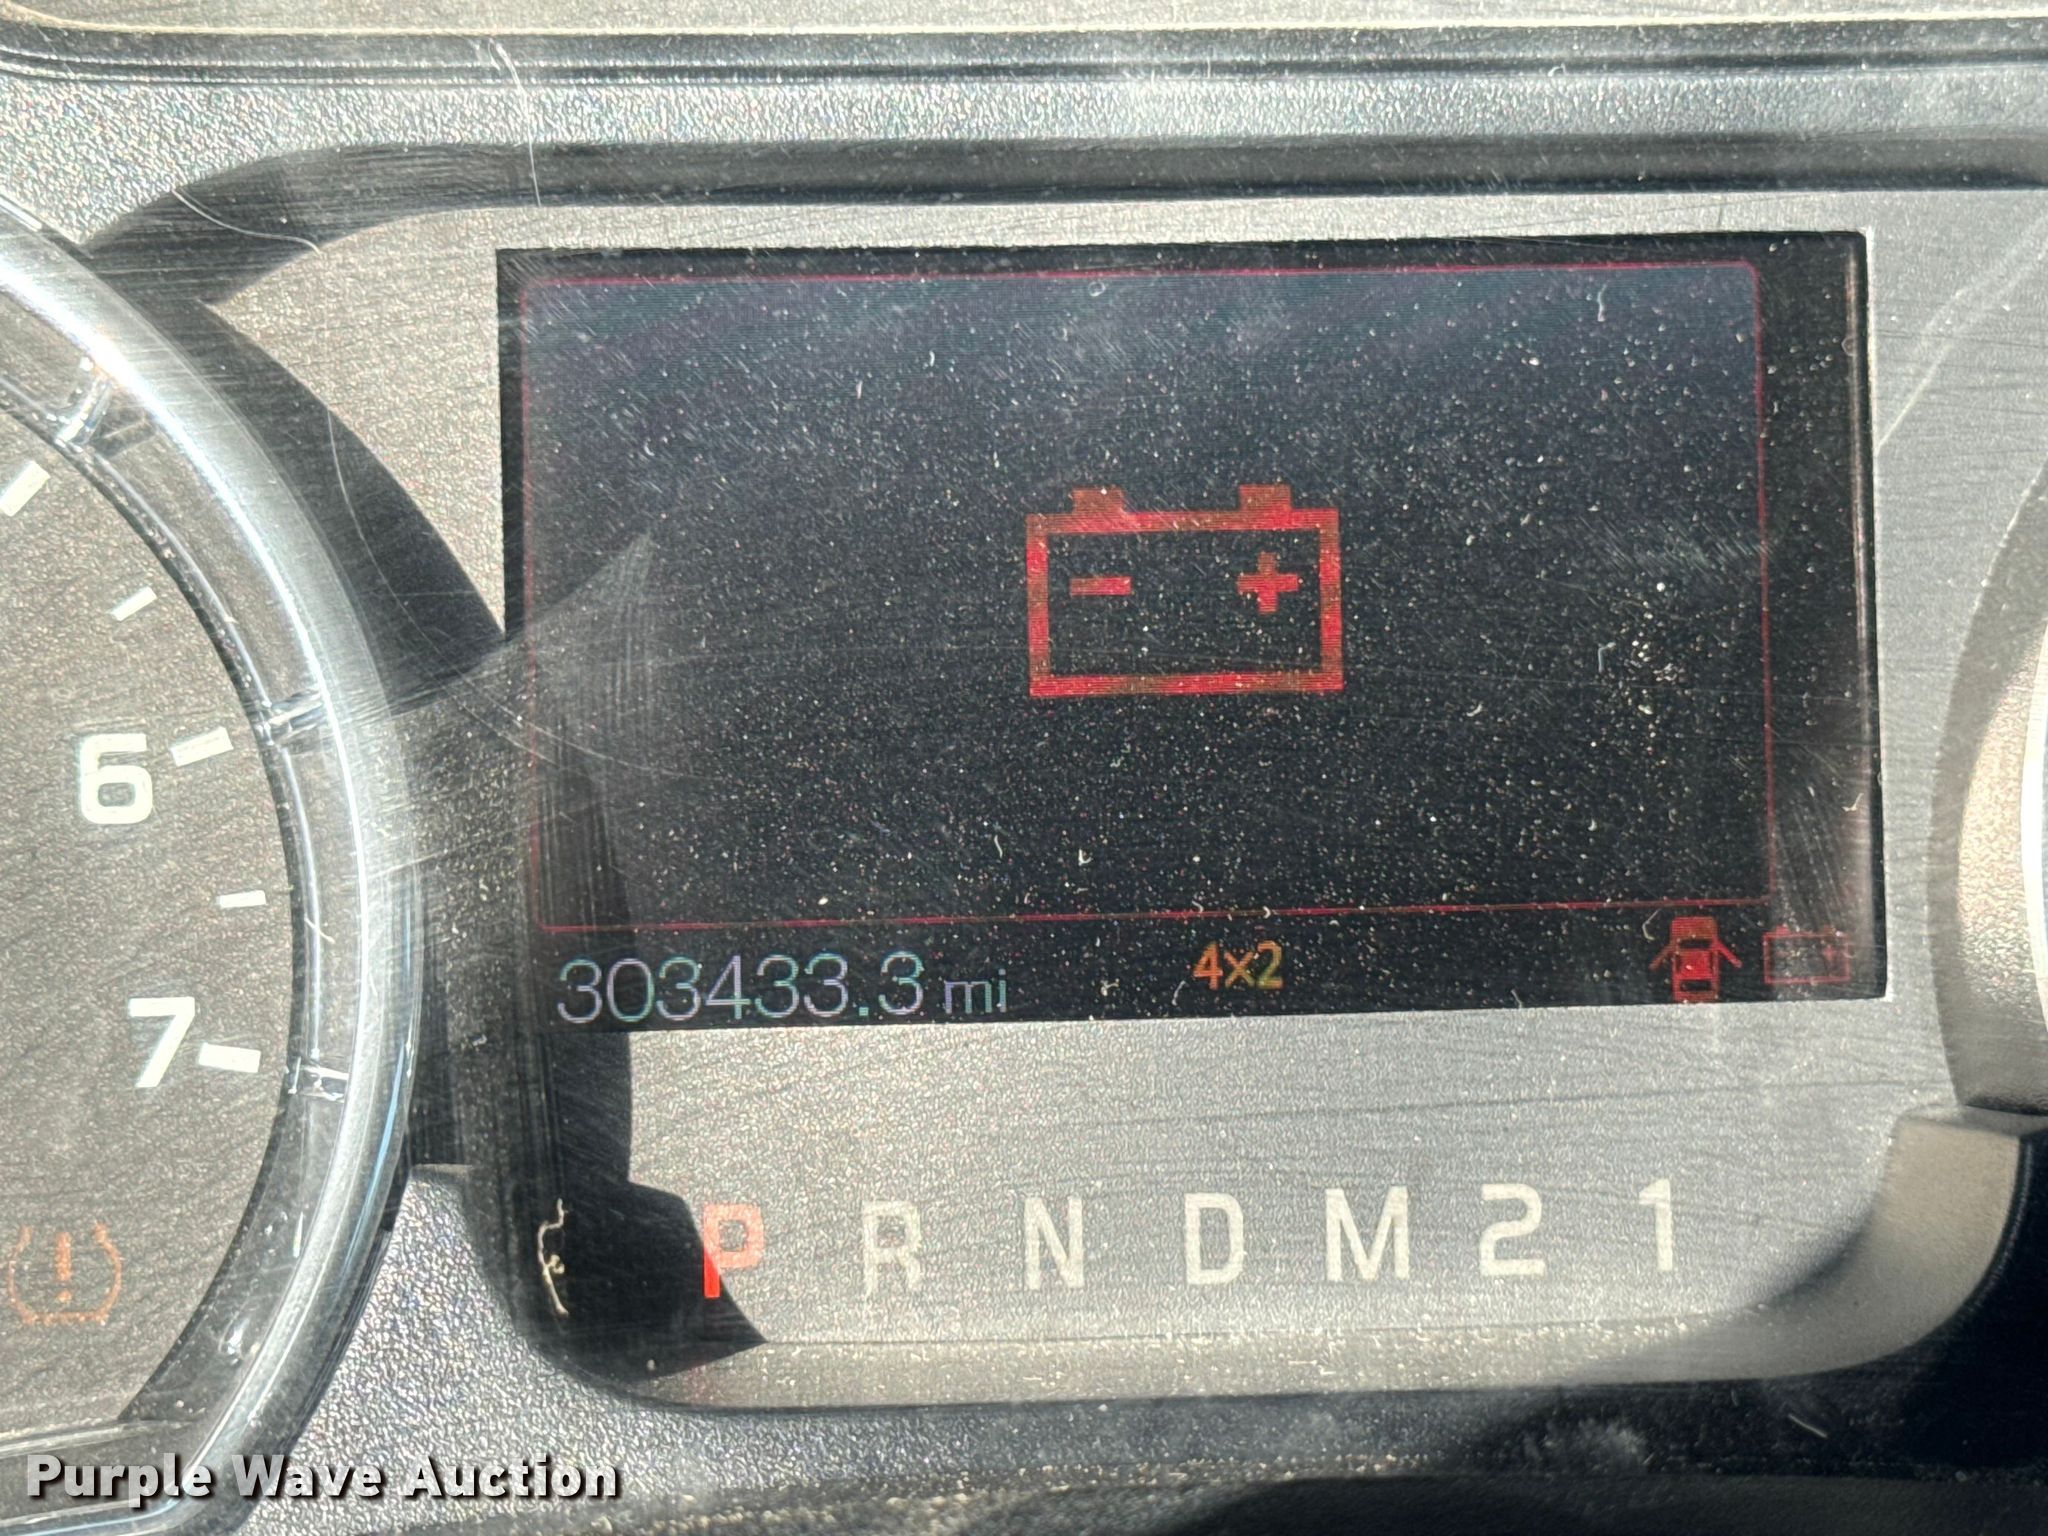 6
7
- +
303433.3 mi 4x2
P R N D M 2 1
Purple Wave Auction